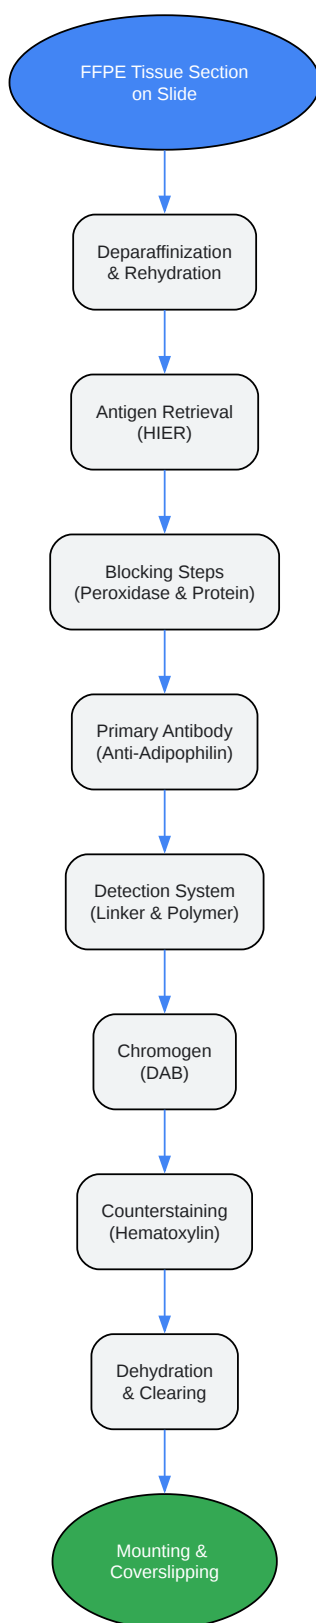 FFPE Tissue Section
on Slide
Deparaffinization
& Rehydration
Antigen Retrieval
(HIER)
Blocking Steps
(Peroxidase & Protein)
Primary Antibody
(Anti-Adipophilin)
Detection System
(Linker & Polymer)
Chromogen
(DAB)
Counterstaining
(Hematoxylin)
Dehydration
& Clearing
Mounting &
Coverslipping